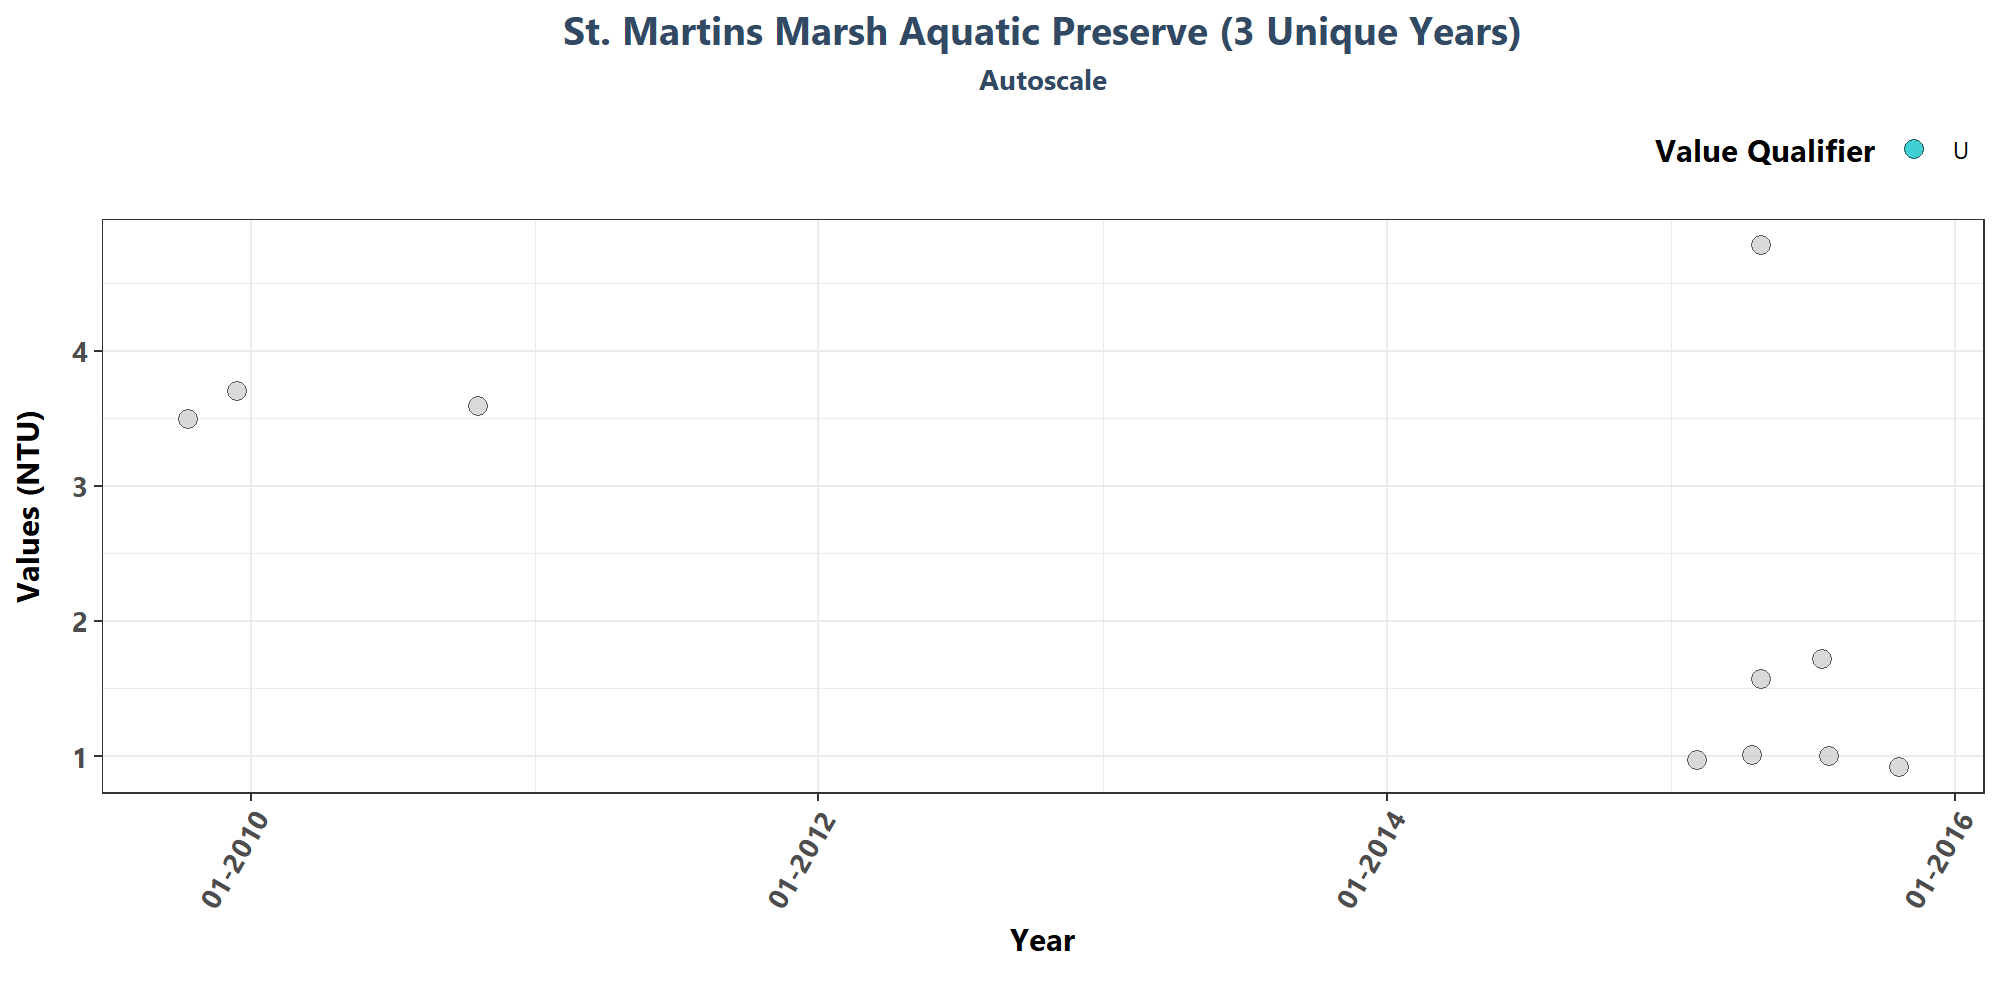 St. Martins Marsh Aquatic Preserve (3 Unique Years)
Autoscale
Value Qualifier U
Values (NTU)
4
3
2
1
01-2010
01-2012
01-2014
01-2016
Year